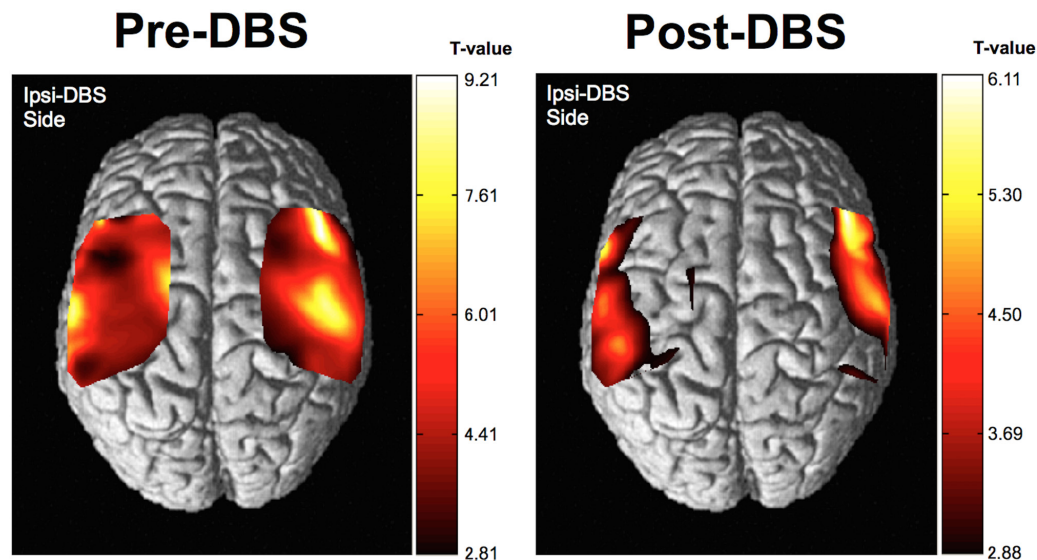 Pre-DBS
T-value
Ipsi-DBS
Side
9.21
7.61
6.01
4.41
2.81
Post-DBS
T-value
Ipsi-DBS
Side
6.11
5.30
4.50
3.69
2.88